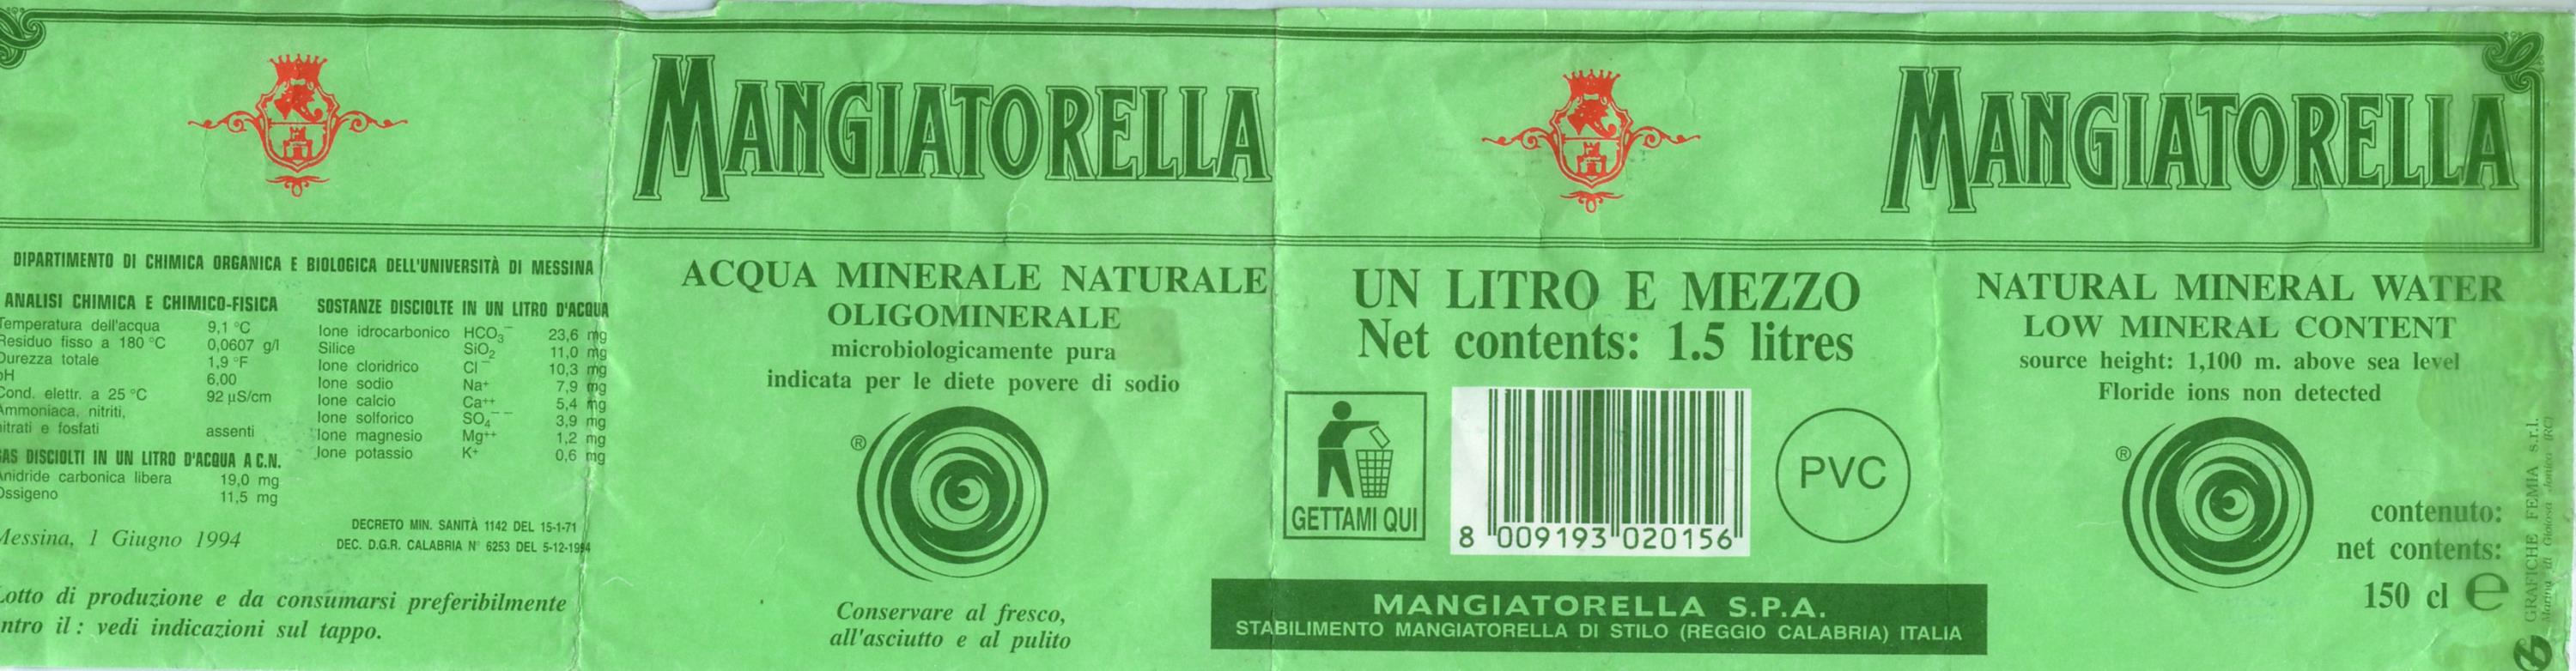 MANGIATORELLA
MANGIATORELLA
DIPARTIMENTO DI CHIMICA ORGANICA E BIOLOGICA DELL'UNIVERSITÀ DI MESSINA
ANALISI CHIMICA E CHIMICO-FISICA
Temperatura dell'acqua 9,1 °C
Residuo fisso a 180 °C 0,0607 g/l
Durezza totale 1,9 °F
pH 6,00
Cond. elettr. a 25 °C 92 µS/cm
Ammoniaca, nitriti,
nitrati e fosfati assenti
GAS DISCIOLTI IN UN LITRO D'ACQUA A C.N.
Anidride carbonica libera 19,0 mg
Ossigeno 11,5 mg
Messina, 1 Giugno 1994
SOSTANZE DISCIOLTE IN UN LITRO D'ACQUA
Ione idrocarbonico HCO₃⁻ 23,6 mg
Silice SiO₂ 11,0 mg
Ione cloridrico Cl⁻ 10,3 mg
Ione sodio Na⁺ 7,9 mg
Ione calcio Ca⁺⁺ 5,4 mg
Ione solforico SO₄⁻⁻ 3,9 mg
Ione magnesio Mg⁺⁺ 1,2 mg
Ione potassio K⁺ 0,6 mg
DECRETO MIN. SANITÀ 1142 DEL 15-1-71
DEC. D.G.R. CALABRIA N° 6253 DEL 5-12-1994
Lotto di produzione e da consumarsi preferibilmente
entro il : vedi indicazioni sul tappo.
ACQUA MINERALE NATURALE
OLIGOMINERALE
microbiologicamente pura
indicata per le diete povere di sodio
®
Conservare al fresco,
all'asciutto e al pulito
UN LITRO E MEZZO
Net contents: 1.5 litres
GETTAMI QUI
8 009193 020156
PVC
MANGIATORELLA S.P.A.
STABILIMENTO MANGIATORELLA DI STILO (REGGIO CALABRIA) ITALIA
NATURAL MINERAL WATER
LOW MINERAL CONTENT
source height: 1,100 m. above sea level
Floride ions non detected
®
contenuto:
net contents:
150 cl e
GRAFICHE FEMIA s.r.l.
Marina di Gioiosa Jonica (RC)